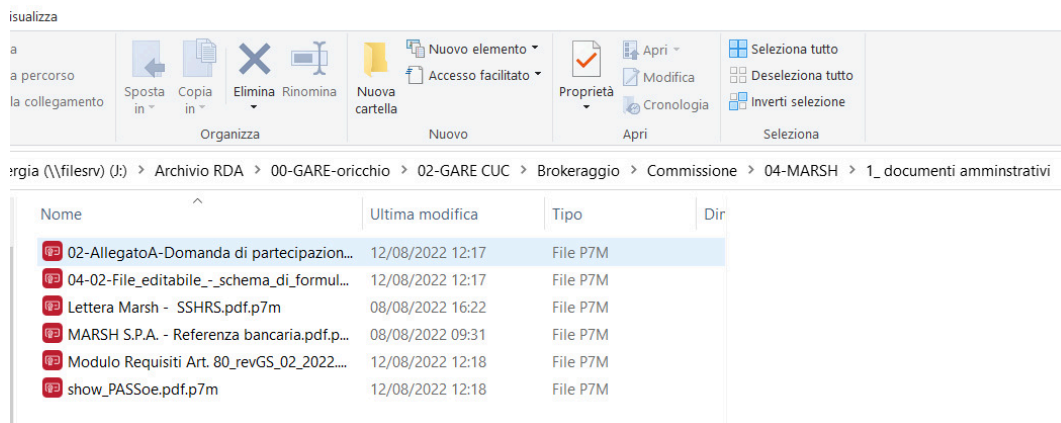 isualizza
a
a percorso
la collegamento
Sposta in
Copia in
Elimina
Rinomina
Organizza
Nuova cartella
Nuovo elemento
Accesso facilitato
Nuovo
Proprietà
Apri
Modifica
Cronologia
Apri
Seleziona tutto
Deseleziona tutto
Inverti selezione
Seleziona
ergia (\\filesrv) (J:) > Archivio RDA > 00-GARE-oricchio > 02-GARE CUC > Brokeraggio > Commissione > 04-MARSH > 1_ documenti amminstrativi
Nome Ultima modifica Tipo Dir
02-AllegatoA-Domanda di partecipazion... 12/08/2022 12:17 File P7M
04-02-File_editabile_-_schema_di_formul... 12/08/2022 12:17 File P7M
Lettera Marsh - SSHRS.pdf.p7m 08/08/2022 16:22 File P7M
MARSH S.P.A. - Referenza bancaria.pdf.p... 08/08/2022 09:31 File P7M
Modulo Requisiti Art. 80_revGS_02_2022.... 12/08/2022 12:18 File P7M
show_PASSoe.pdf.p7m 12/08/2022 12:18 File P7M